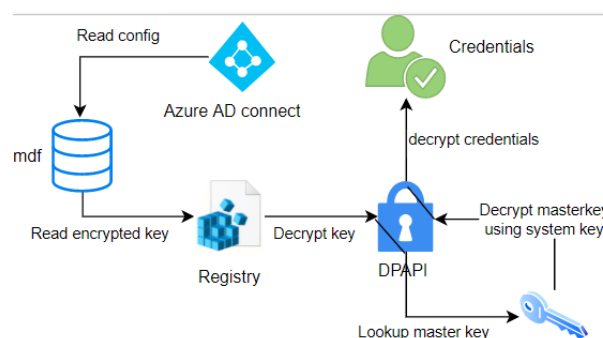 Read config
Credentials
Azure AD connect
mdf
decrypt credentials
Read encrypted key
Decrypt key
Decrypt masterkey
using system key
Registry
DPAPI
Lookup master key